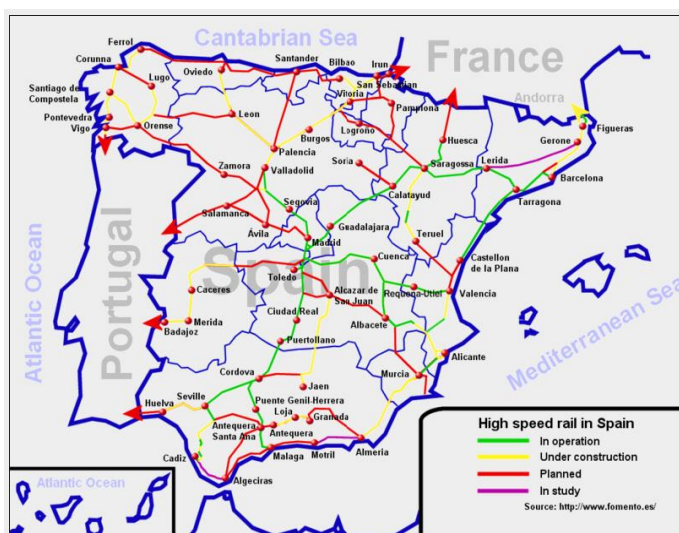 Cantabrian Sea
France
Ferrol
Corunna
Lugo
Oviedo
Santander
Bilbao
Irun
San Sebastian
Vitoria
Pamplona
Andorra
Santiago de
Compostela
Pontevedra
Vigo
Orense
Leon
Burgos
Logroño
Huesca
Figueras
Gerone
Palencia
Soria
Saragossa
Lerida
Barcelona
Zamora
Valladolid
Calatayud
Tarragona
Segovia
Salamanca
Ávila
Guadalajara
Madrid
Teruel
Castellon
de la Plana
Atlantic Ocean
Portugal
Spain
Toledo
Cuenca
Caceres
Alcazar de
San Juan
Requena-Utiel
Valencia
Merida
Badajoz
Ciudad Real
Albacete
Puertollano
Alicante
Mediterranean Sea
Murcia
Cordova
Jaen
Huelva
Seville
Puente Genil-Herrera
Loja
Granada
Antequera
Santa Ana
Antequera
Almeria
Cadiz
Malaga
Motril
Algeciras
Atlantic Ocean
High speed rail in Spain
In operation
Under construction
Planned
In study
Source: http://www.fomento.es/